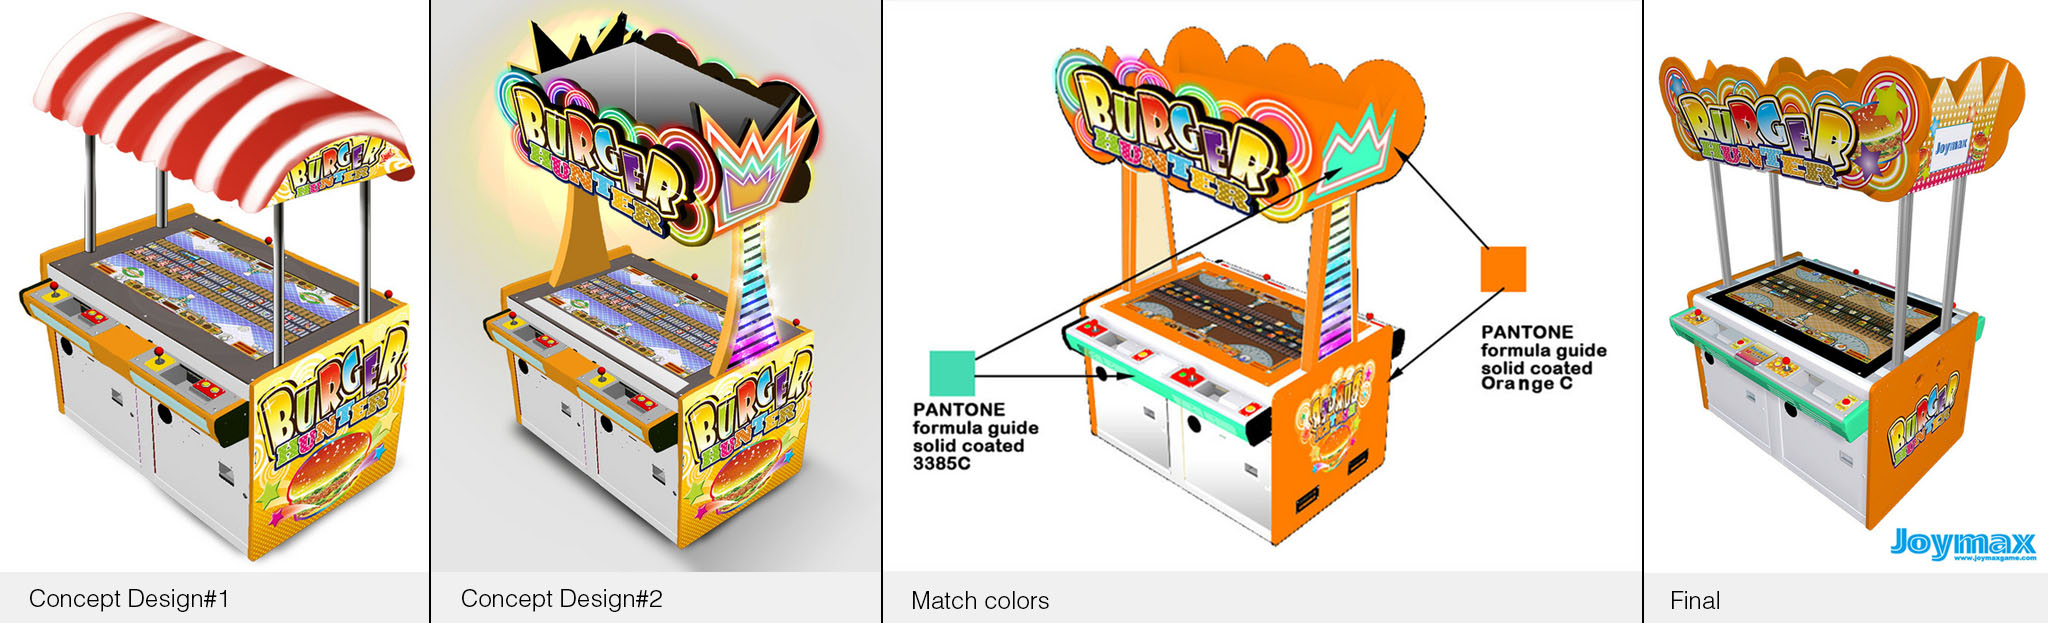 BURGER
HUNTER
BURGER
HUNTER
Concept Design#1
BURGER
HUNTER
BURGER
HUNTER
Concept Design#2
BURGER
HUNTER
PANTONE
formula guide
solid coated
Orange C
PANTONE
formula guide
solid coated
3385C
Match colors
BURGER
HUNTER
Joymax
BURGER
HUNTER
Joymax
www.joymaxgame.com
Final